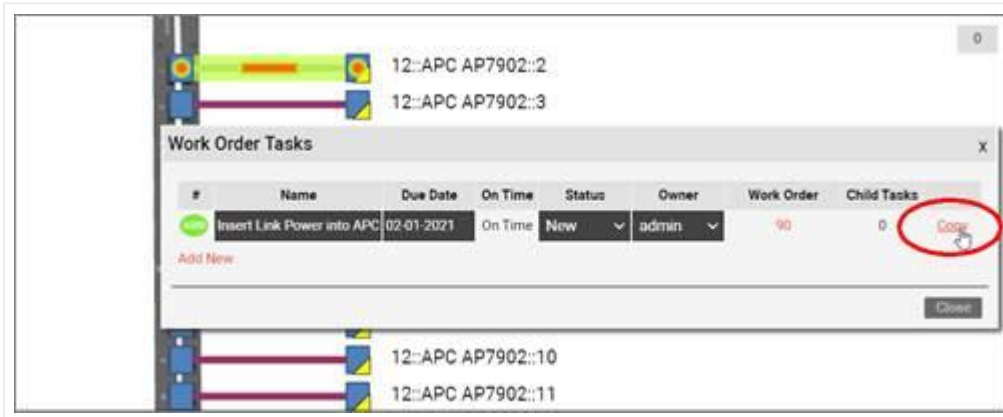 0
12::APC AP7902::2
12::APC AP7902::3
Work Order Tasks X
# Name Due Date On Time Status Owner Work Order Child Tasks
Insert Link Power into APC 02-01-2021 On Time New admin 90 0 Copy
Add New
Close
12::APC AP7902::10
12::APC AP7902::11